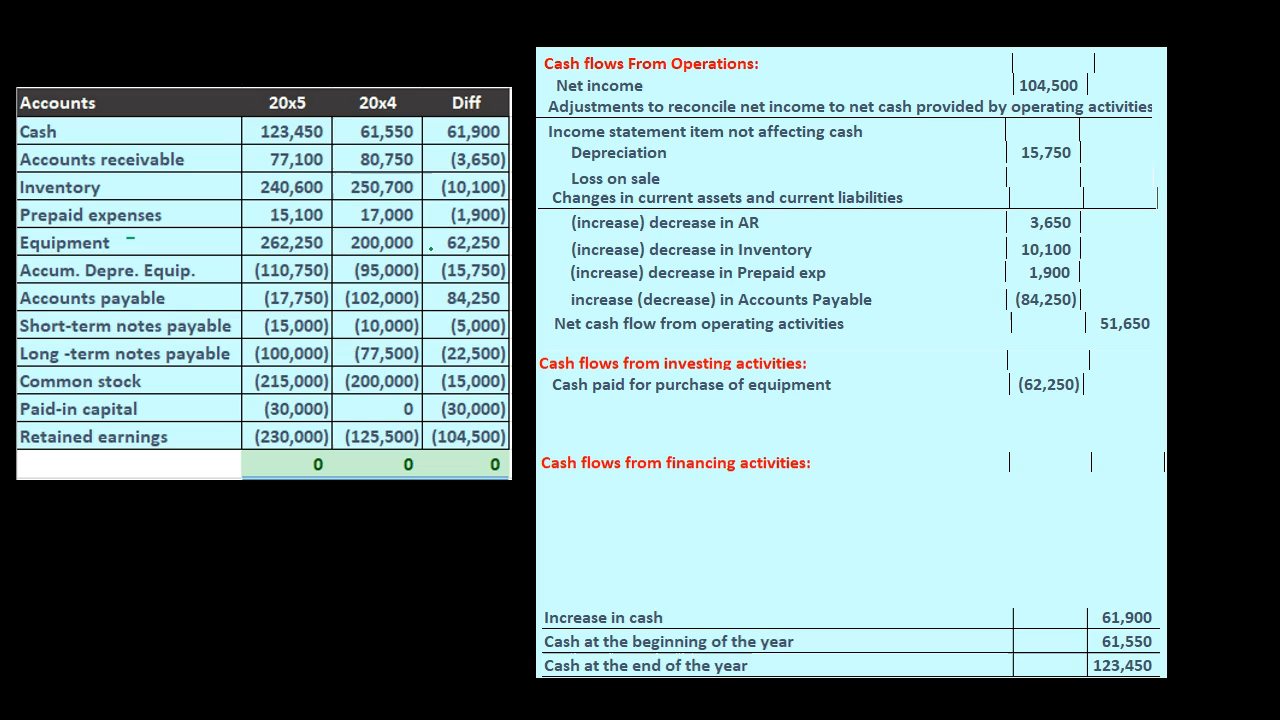 Accounts 20x5 20x4 Diff
Cash 123,450 61,550 61,900
Accounts receivable 77,100 80,750 (3,650)
Inventory 240,600 250,700 (10,100)
Prepaid expenses 15,100 17,000 (1,900)
Equipment 262,250 200,000 62,250
Accum. Depre. Equip. (110,750) (95,000) (15,750)
Accounts payable (17,750) (102,000) 84,250
Short-term notes payable (15,000) (10,000) (5,000)
Long -term notes payable (100,000) (77,500) (22,500)
Common stock (215,000) (200,000) (15,000)
Paid-in capital (30,000) 0 (30,000)
Retained earnings (230,000) (125,500) (104,500)
0 0 0
Cash flows From Operations:
Net income 104,500
Adjustments to reconcile net income to net cash provided by operating activities
Income statement item not affecting cash
Depreciation 15,750
Loss on sale
Changes in current assets and current liabilities
(increase) decrease in AR 3,650
(increase) decrease in Inventory 10,100
(increase) decrease in Prepaid exp 1,900
increase (decrease) in Accounts Payable (84,250)
Net cash flow from operating activities 51,650
Cash flows from investing activities:
Cash paid for purchase of equipment (62,250)
Cash flows from financing activities:
Increase in cash 61,900
Cash at the beginning of the year 61,550
Cash at the end of the year 123,450